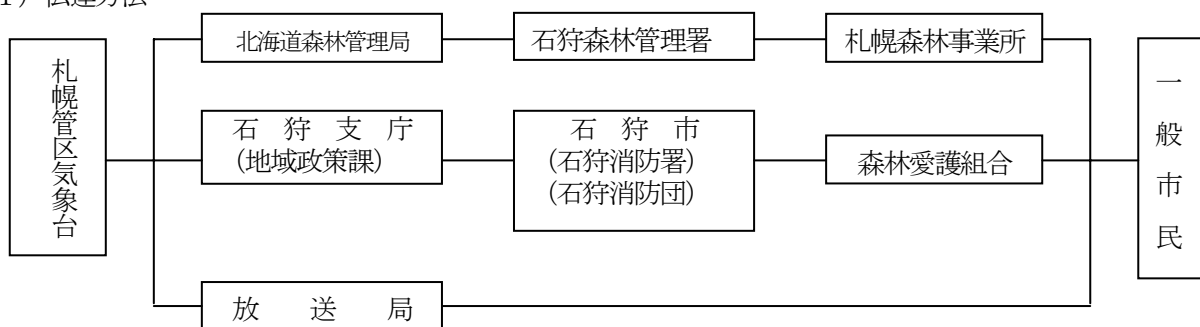 伝達方法
札幌管区気象台
北海道森林管理局
石狩森林管理署
札幌森林事業所
石狩支庁
(地域政策課)
石狩市
(石狩消防署)
(石狩消防団)
森林愛護組合
放送局
一般市民